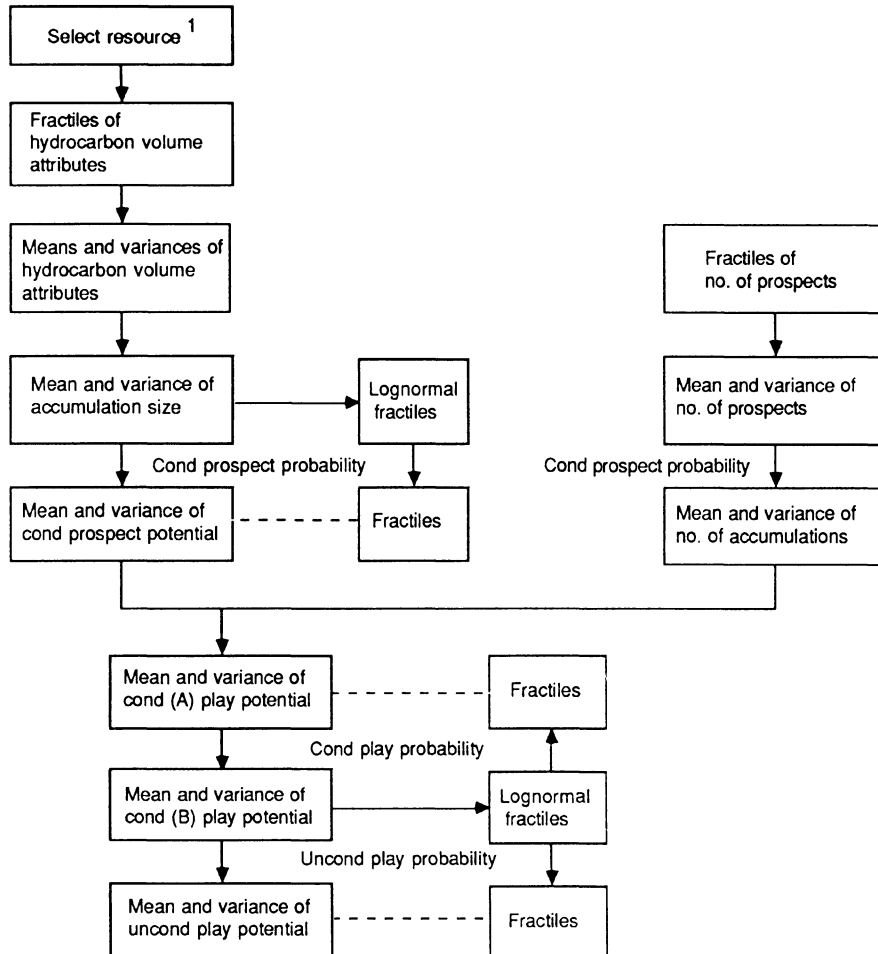 Select resource 1
Fractiles of
hydrocarbon volume
attributes
Means and variances of
hydrocarbon volume
attributes
Fractiles of
no. of prospects
Mean and variance of
accumulation size
Lognormal
fractiles
Mean and variance of
no. of prospects
Cond prospect probability
Cond prospect probability
Mean and variance of
cond prospect potential
Fractiles
Mean and variance of
no. of accumulations
Mean and variance of
cond (A) play potential
Fractiles
Cond play probability
Mean and variance of
cond (B) play potential
Lognormal
fractiles
Uncond play probability
Mean and variance of
uncond play potential
Fractiles